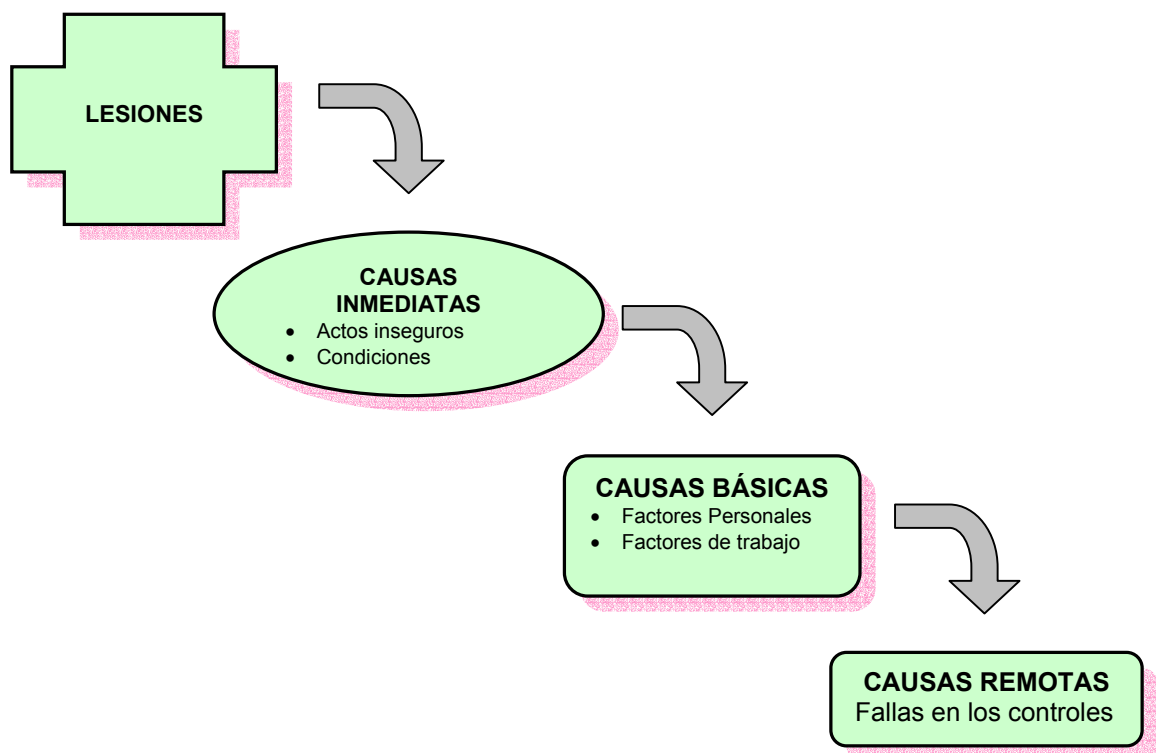 LESIONES
CAUSAS
INMEDIATAS
• Actos inseguros
• Condiciones
CAUSAS BÁSICAS
• Factores Personales
• Factores de trabajo
CAUSAS REMOTAS
Fallas en los controles